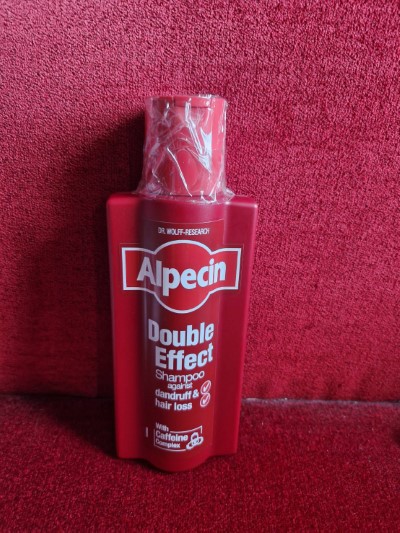 DR. WOLFF-RESEARCH
Alpecin
Double
Effect
Shampoo
against
dandruff &
hair loss
With
Caffeine
Complex